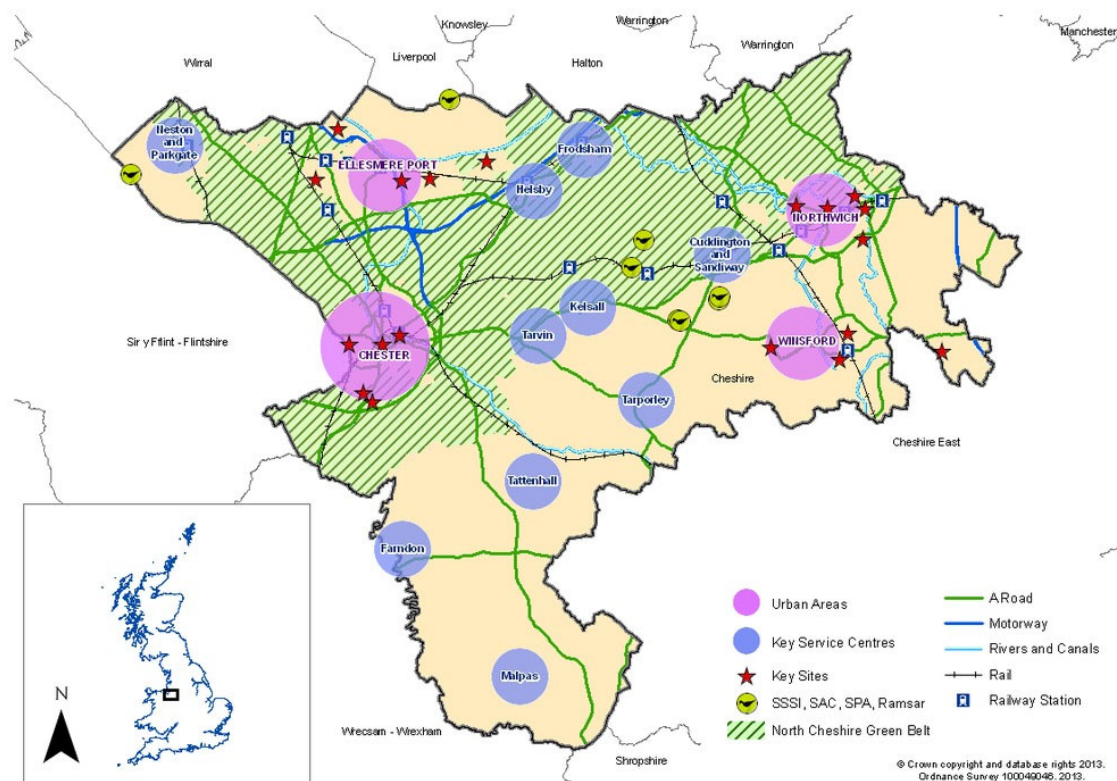 Knowsley
Warrington
Manchester
Wirral
Liverpool
Halton
Warrington
Neston
and
Parkgate
ELLESMERE PORT
Frodsham
Helsby
NORTHWICH
Cuddington
and
Sandiway
Kelsall
Tarvin
Sir y Fflint - Flintshire
CHESTER
WINSFORD
Cheshire
Tarporley
Cheshire East
Tattenhall
Farndon
Malpas
Wrecsam - Wrexham
Shropshire
N
Urban Areas
Key Service Centres
Key Sites
SSSI, SAC, SPA, Ramsar
North Cheshire Green Belt
A Road
Motorway
Rivers and Canals
Rail
Railway Station
© Crown copyright and database rights 2013.
Ordnance Survey 100049046. 2013.